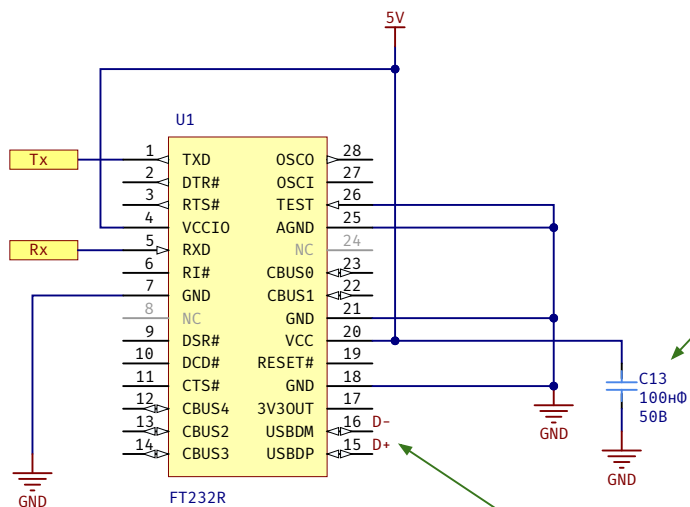 5V
U1
Tx
Rx
1 TXD OSCO 28
2 DTR# OSCI 27
3 RTS# TEST 26
4 VCCIO AGND 25
5 RXD NC 24
6 RI# CBUS0 23
7 GND CBUS1 22
8 NC GND 21
9 DSR# VCC 20
10 DCD# RESET# 19
11 CTS# GND 18
12 CBUS4 3V3OUT 17
13 CBUS2 USBDM 16 D-
14 CBUS3 USBDP 15 D+
FT232R
GND
GND
C13
100нФ
50В
GND